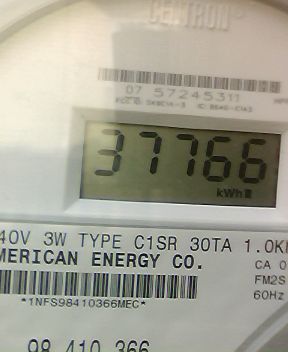 CENTRON
07 57245311
37766
kWh
40V 3W TYPE C1SR 30TA 1.0K
MERICAN ENERGY CO.
CA 0
FM2S
60Hz
*1NFS98410366MEC*
98 410 366